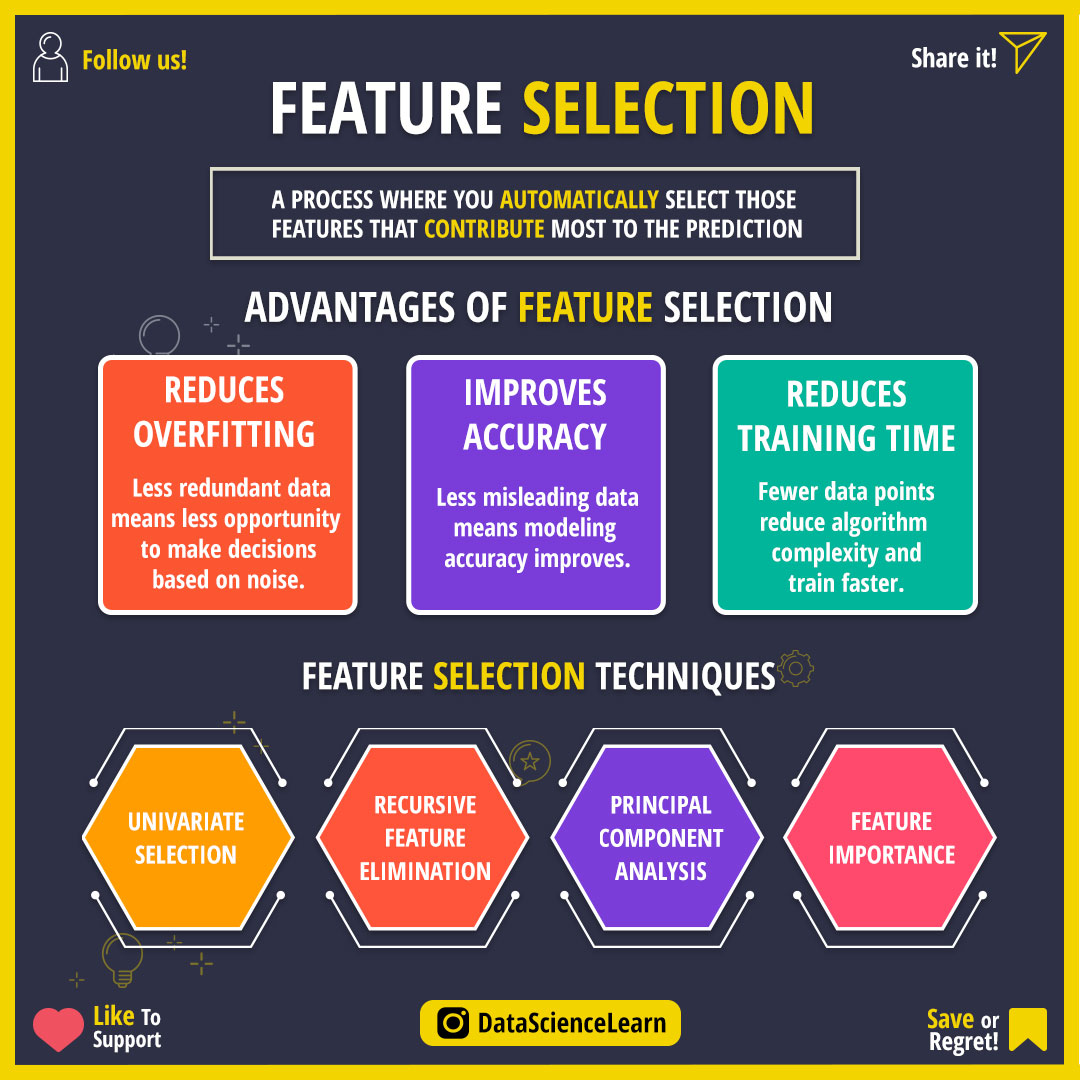 Follow us!
Share it!
FEATURE SELECTION
A PROCESS WHERE YOU AUTOMATICALLY SELECT THOSE
FEATURES THAT CONTRIBUTE MOST TO THE PREDICTION
ADVANTAGES OF FEATURE SELECTION
REDUCES
OVERFITTING
Less redundant data
means less opportunity
to make decisions
based on noise.
IMPROVES
ACCURACY
Less misleading data
means modeling
accuracy improves.
REDUCES
TRAINING TIME
Fewer data points
reduce algorithm
complexity and
train faster.
FEATURE SELECTION TECHNIQUES
UNIVARIATE
SELECTION
RECURSIVE
FEATURE
ELIMINATION
PRINCIPAL
COMPONENT
ANALYSIS
FEATURE
IMPORTANCE
Like To
Support
DataScienceLearn
Save or
Regret!